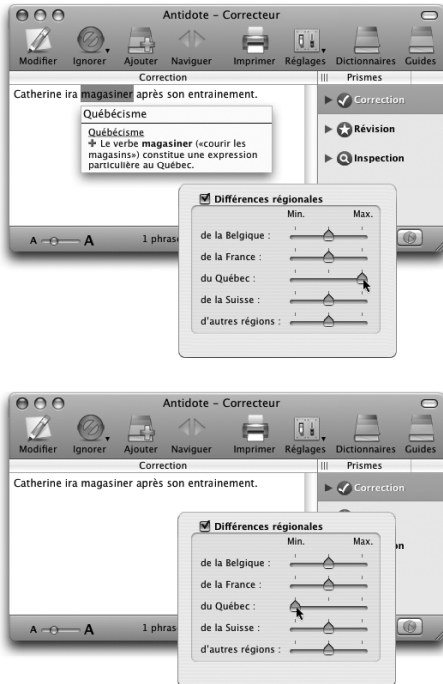 Antidote – Correcteur
Modifier Ignorer Ajouter Naviguer Imprimer Réglages Dictionnaires Guides
Correction Prismes
Catherine ira magasiner après son entrainement.
Correction
Québécisme
Révision
Québécisme
Le verbe magasiner («courir les
magasins») constitue une expression
particulière au Québec.
Inspection
Différences régionales
Min. Max.
de la Belgique :
de la France :
du Québec :
de la Suisse :
d'autres régions :
A A 1 phras
Antidote – Correcteur
Modifier Ignorer Ajouter Naviguer Imprimer Réglages Dictionnaires Guides
Correction Prismes
Catherine ira magasiner après son entrainement.
Correction
Différences régionales
Min. Max.
on
de la Belgique :
de la France :
du Québec :
de la Suisse :
d'autres régions :
A A 1 phras